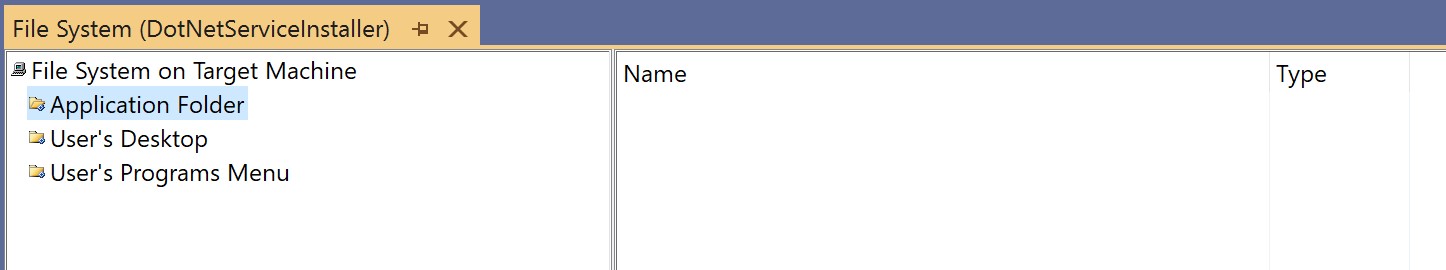 File System (DotNetServiceInstaller)
File System on Target Machine
Application Folder
User's Desktop
User's Programs Menu
Name
Type